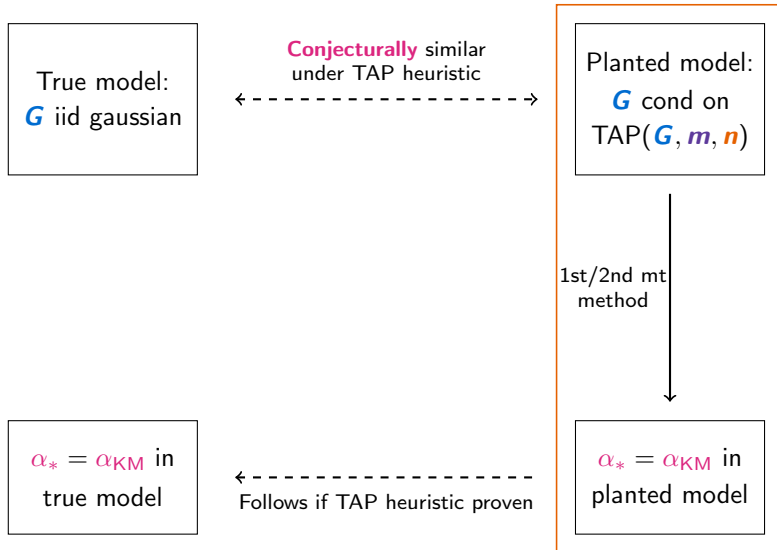 True model:
G iid gaussian
Conjecturally similar
under TAP heuristic
Planted model:
G cond on
TAP(G, m, n)
1st/2nd mt
method
α∗ = αKM in
true model
Follows if TAP heuristic proven
α∗ = αKM in
planted model